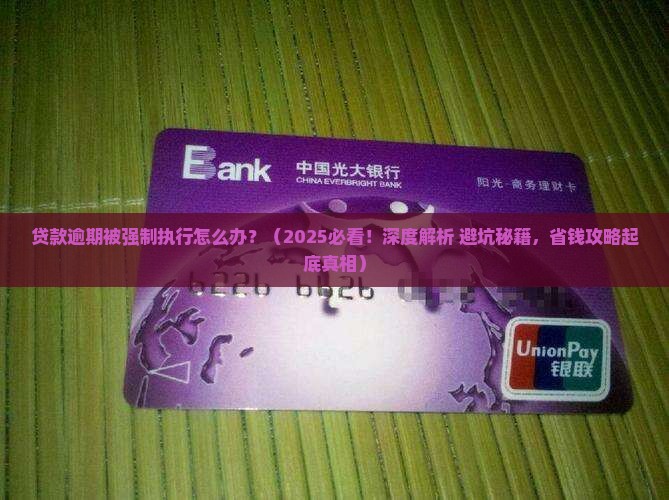 Bank
中国光大银行
CHINA EVERBRIGHT BANK
阳光-商务理财卡
贷款逾期被强制执行怎么办?（2025必看！深度解析 避坑秘籍，省钱攻略起
底真相）
6226
UnionPay
银联